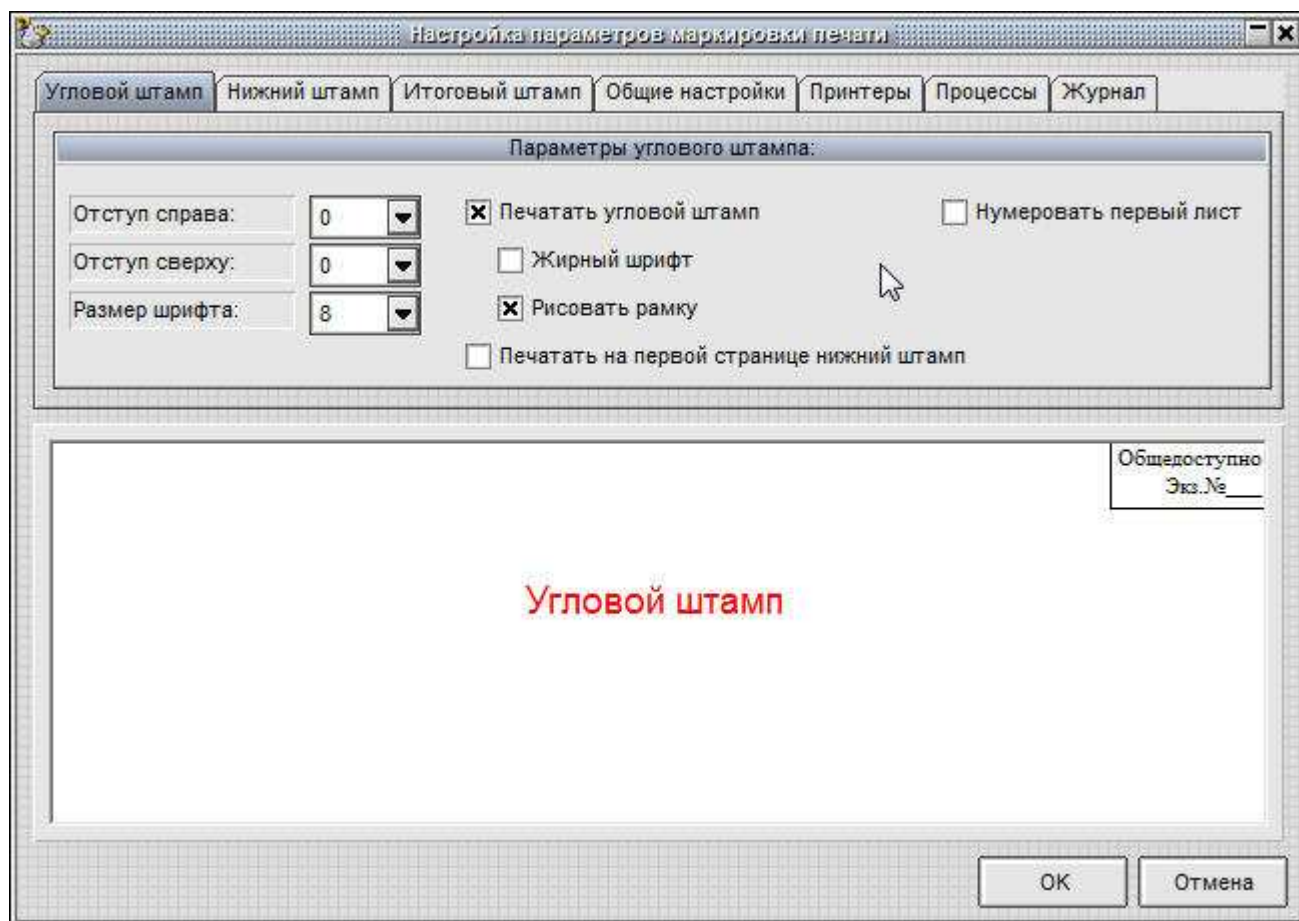 Настройка параметров маркировки печати
Угловой штамп Нижний штамп Итоговый штамп Общие настройки Принтеры Процессы Журнал
Параметры углового штампа:
Отступ справа: 0 Печатать угловой штамп Нумеровать первый лист
Отступ сверху: 0 Жирный шрифт
Размер шрифта: 8 Рисовать рамку
Печатать на первой странице нижний штамп
Общедоступно
Экз.№___
Угловой штамп
OK Отмена